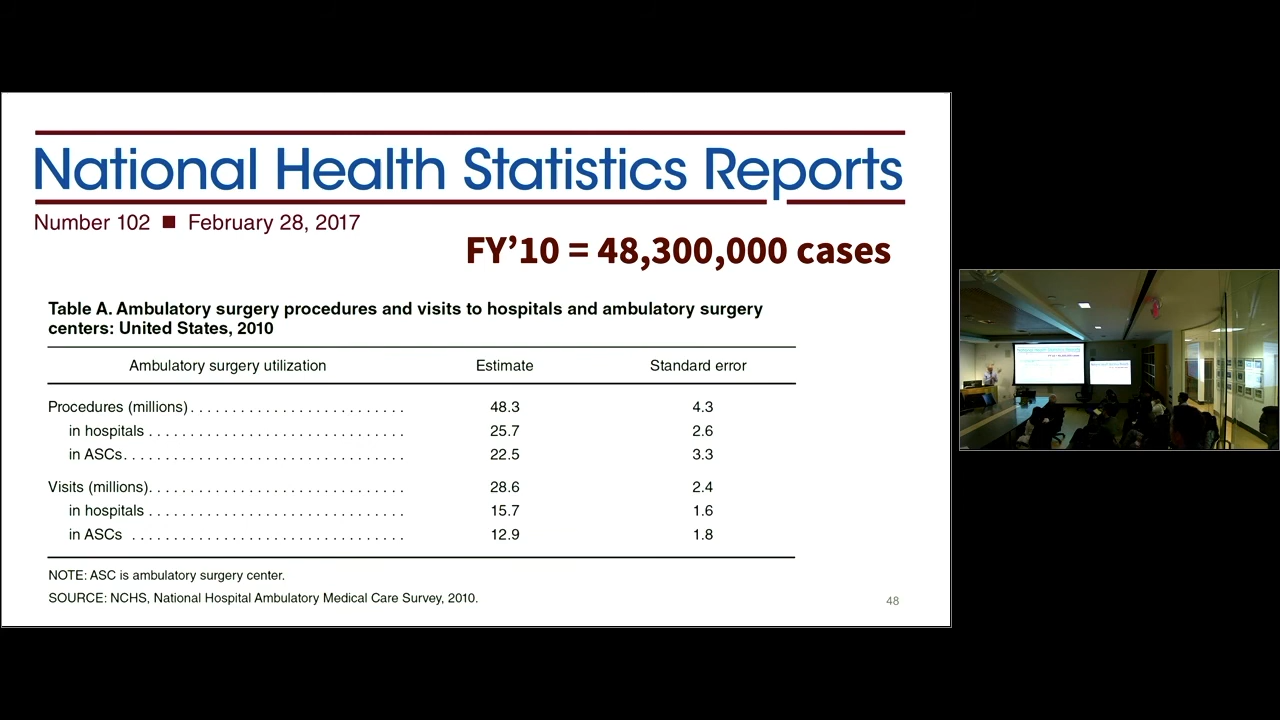 National Health Statistics Reports
Number 102 ■ February 28, 2017
FY’10 = 48,300,000 cases
Table A. Ambulatory surgery procedures and visits to hospitals and ambulatory surgery
centers: United States, 2010
Ambulatory surgery utilization Estimate Standard error
Procedures (millions) . . . . . . . . . . . . . . . . . . . . . . . . . . 48.3 4.3
in hospitals . . . . . . . . . . . . . . . . . . . . . . . . . . . . . . . 25.7 2.6
in ASCs. . . . . . . . . . . . . . . . . . . . . . . . . . . . . . . . . . 22.5 3.3
Visits (millions). . . . . . . . . . . . . . . . . . . . . . . . . . . . . . . 28.6 2.4
in hospitals . . . . . . . . . . . . . . . . . . . . . . . . . . . . . . . 15.7 1.6
in ASCs . . . . . . . . . . . . . . . . . . . . . . . . . . . . . . . . . 12.9 1.8
NOTE: ASC is ambulatory surgery center.
SOURCE: NCHS, National Hospital Ambulatory Medical Care Survey, 2010.
48